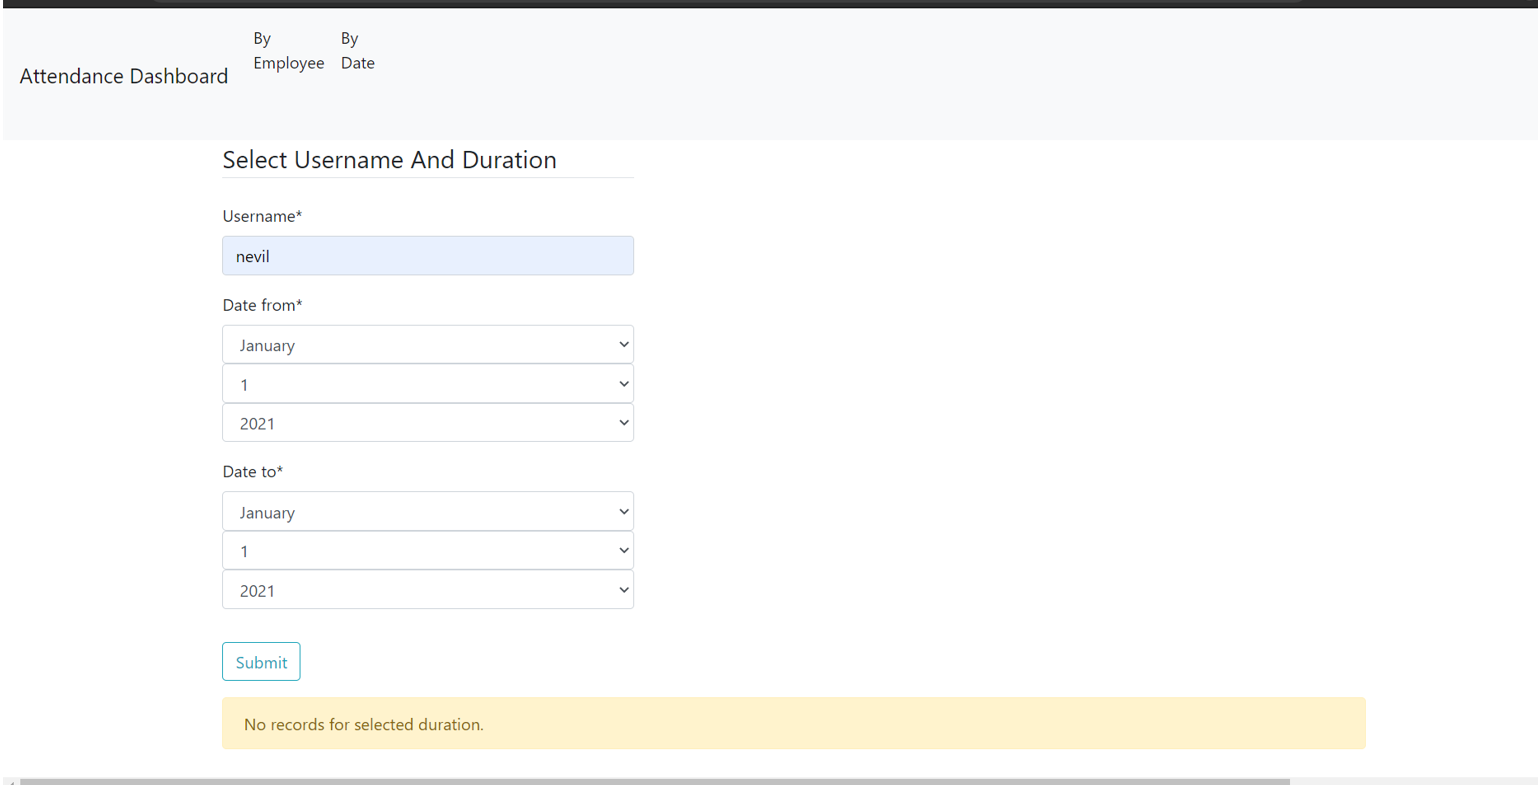 By By
Attendance Dashboard Employee Date
Select Username And Duration
Username*
nevil
Date from*
January
1
2021
Date to*
January
1
2021
Submit
No records for selected duration.